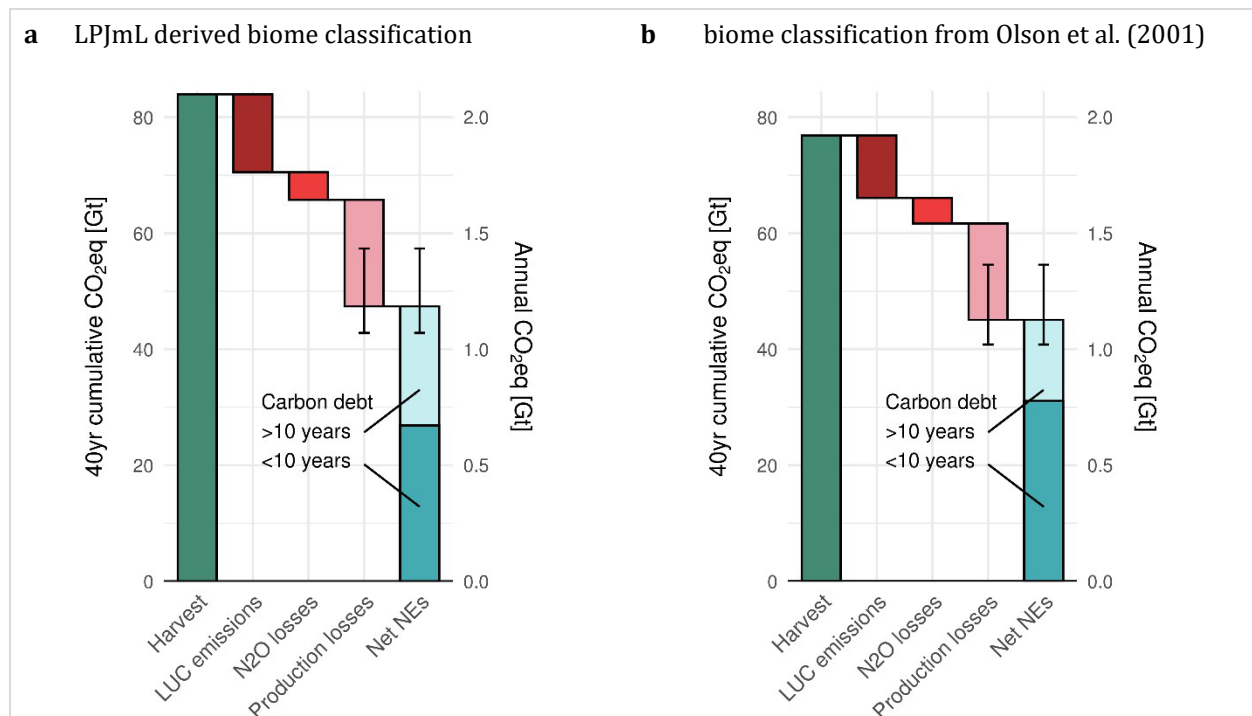 a LPJmL derived biome classification
80
60
40
20
0
40yr cumulative CO₂eq [Gt]
2.0
1.5
1.0
0.5
0.0
Annual CO₂eq [Gt]
Carbon debt
>10 years
<10 years
Harvest
LUC emissions
N2O losses
Production losses
Net NEs
b biome classification from Olson et al. (2001)
80
60
40
20
0
40yr cumulative CO₂eq [Gt]
2.0
1.5
1.0
0.5
0.0
Annual CO₂eq [Gt]
Carbon debt
>10 years
<10 years
Harvest
LUC emissions
N2O losses
Production losses
Net NEs